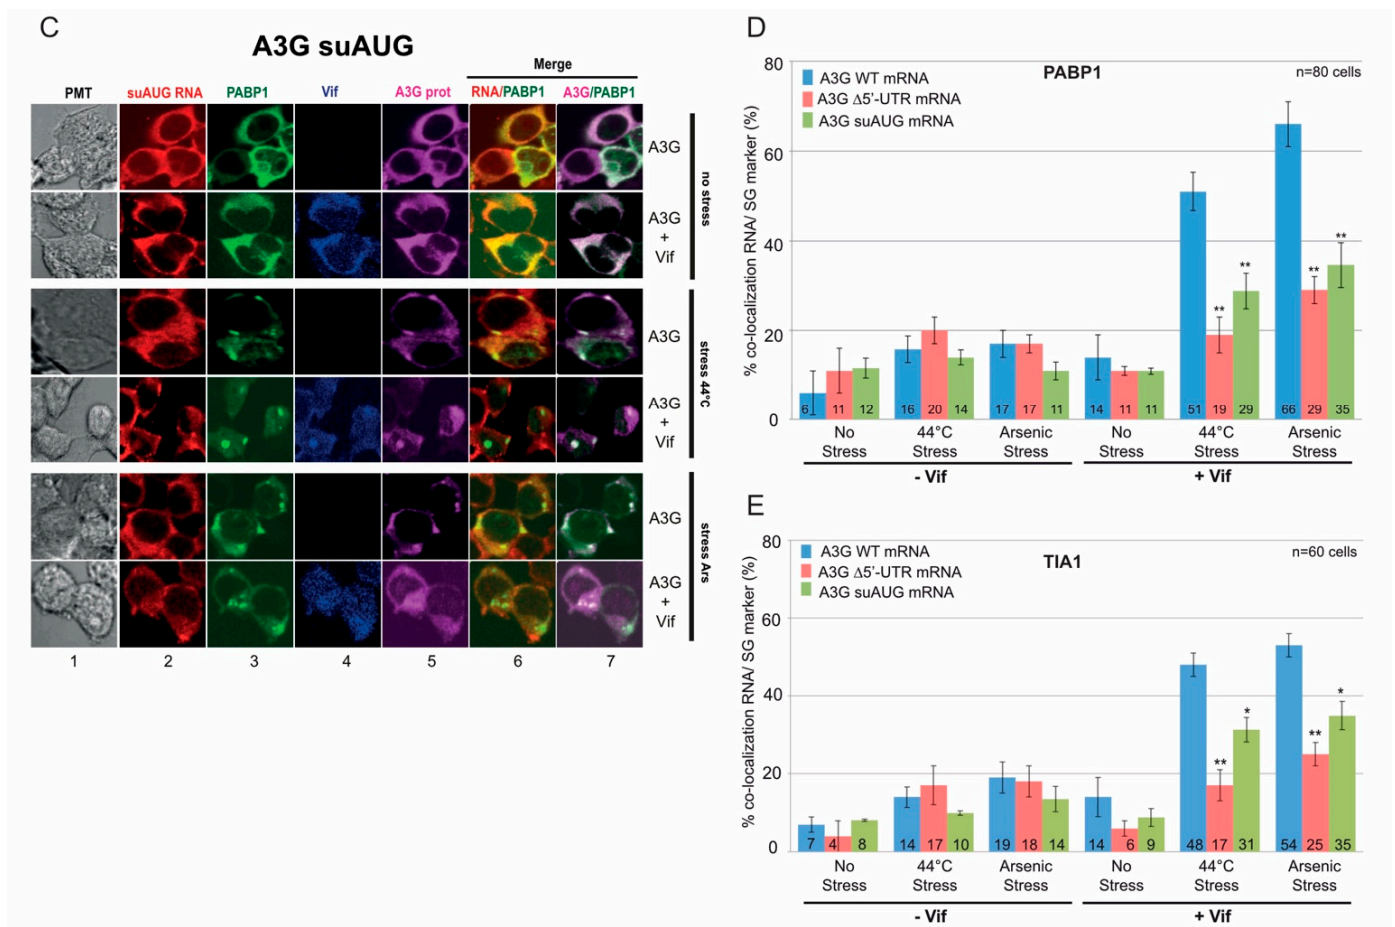 C
A3G suAUG
Merge
PMT suAUG RNA PABP1 Vif A3G prot RNA/PABP1 A3G/PABP1
A3G
A3G
+
Vif
no stress
A3G
A3G
+
Vif
stress 44°C
A3G
A3G
+
Vif
stress Ars
1 2 3 4 5 6 7
D
PABP1
n=80 cells
A3G WT mRNA
A3G Δ5'-UTR mRNA
A3G suAUG mRNA
% co-localization RNA/ SG marker (%)
80
60
40
20
0
** ** ** **
6 11 12 16 20 14 17 17 11 14 11 11 51 19 29 66 29 35
No Stress
44°C Stress
Arsenic Stress
No Stress
44°C Stress
Arsenic Stress
- Vif
+ Vif
E
TIA1
n=60 cells
A3G WT mRNA
A3G Δ5'-UTR mRNA
A3G suAUG mRNA
% co-localization RNA/ SG marker (%)
80
60
40
20
0
** * ** *
7 4 8 14 17 10 19 18 14 14 6 9 48 17 31 54 25 35
No Stress
44°C Stress
Arsenic Stress
No Stress
44°C Stress
Arsenic Stress
- Vif
+ Vif